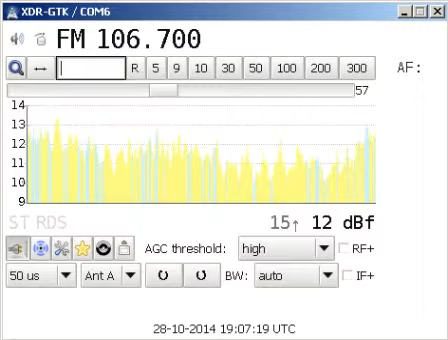 XDR-GTK / COM6
FM 106.700
R 5 9 10 30 50 100 200 300 AF:
57
14
13
12
11
10
9
ST RDS 15↑ 12 dBf
AGC threshold: high RF+
50 us Ant A BW: auto IF+
28-10-2014 19:07:19 UTC